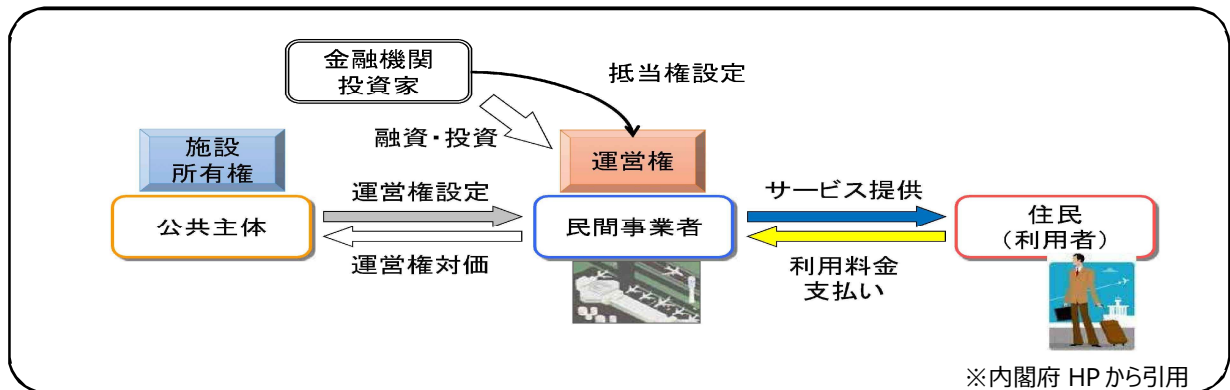 金融機関
投資家
抵当権設定
融資・投資
施設
所有権
運営権
運営権設定
サービス提供
公共主体
民間事業者
住民
（利用者）
運営権対価
利用料金
支払い
※内閣府 HP から引用